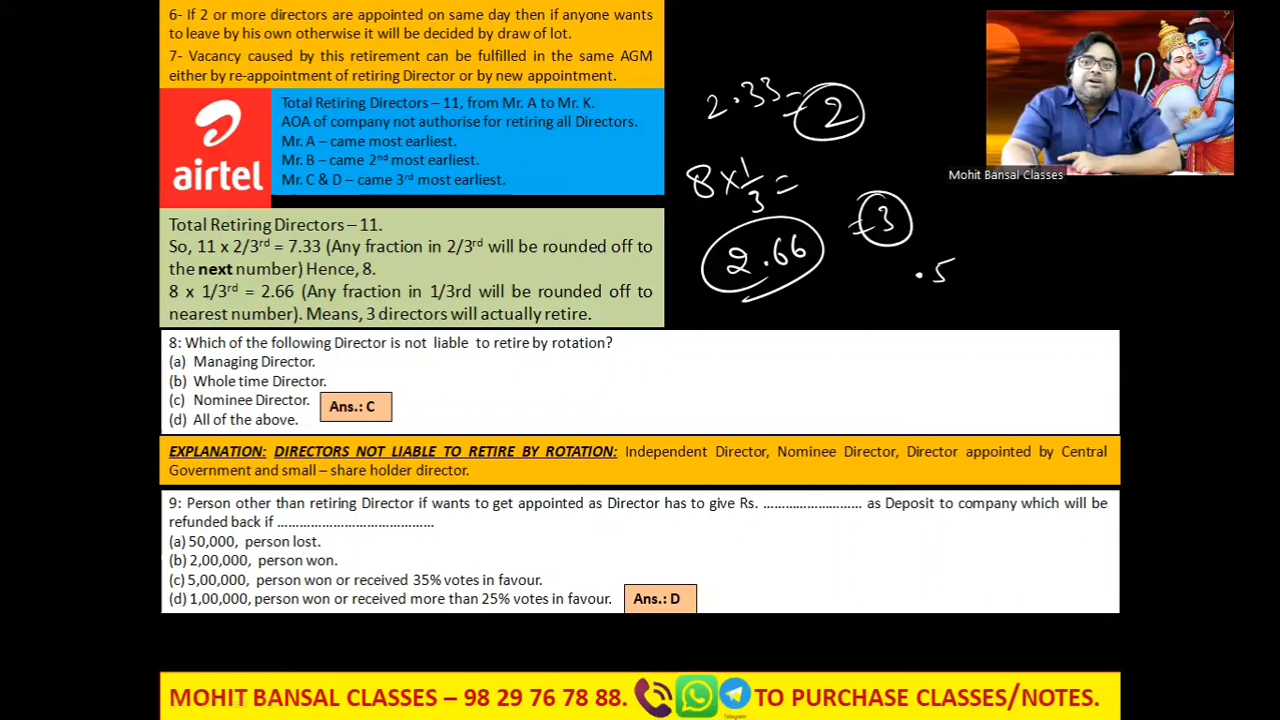 6- If 2 or more directors are appointed on same day then if anyone wants
to leave by his own otherwise it will be decided by draw of lot.
7- Vacancy caused by this retirement can be fulfilled in the same AGM
either by re-appointment of retiring Director or by new appointment.
airtel
Total Retiring Directors – 11, from Mr. A to Mr. K.
AOA of company not authorise for retiring all Directors.
Mr. A – came most earliest.
Mr. B – came 2nd most earliest.
Mr. C & D – came 3rd most earliest.
Total Retiring Directors – 11.
So, 11 x 2/3rd = 7.33 (Any fraction in 2/3rd will be rounded off to
the next number) Hence, 8.
8 x 1/3rd = 2.66 (Any fraction in 1/3rd will be rounded off to
nearest number). Means, 3 directors will actually retire.
2.33 = 2
8 x 1/3 =
2.66 = 3
.5
Mohit Bansal Classes
8: Which of the following Director is not liable to retire by rotation?
(a) Managing Director.
(b) Whole time Director.
(c) Nominee Director.
(d) All of the above.
Ans.: C
EXPLANATION: DIRECTORS NOT LIABLE TO RETIRE BY ROTATION: Independent Director, Nominee Director, Director appointed by Central
Government and small – share holder director.
9: Person other than retiring Director if wants to get appointed as Director has to give Rs. ........................ as Deposit to company which will be
refunded back if .......................................
(a) 50,000, person lost.
(b) 2,00,000, person won.
(c) 5,00,000, person won or received 35% votes in favour.
(d) 1,00,000, person won or received more than 25% votes in favour.
Ans.: D
MOHIT BANSAL CLASSES – 98 29 76 78 88. TO PURCHASE CLASSES/NOTES.
Telegram